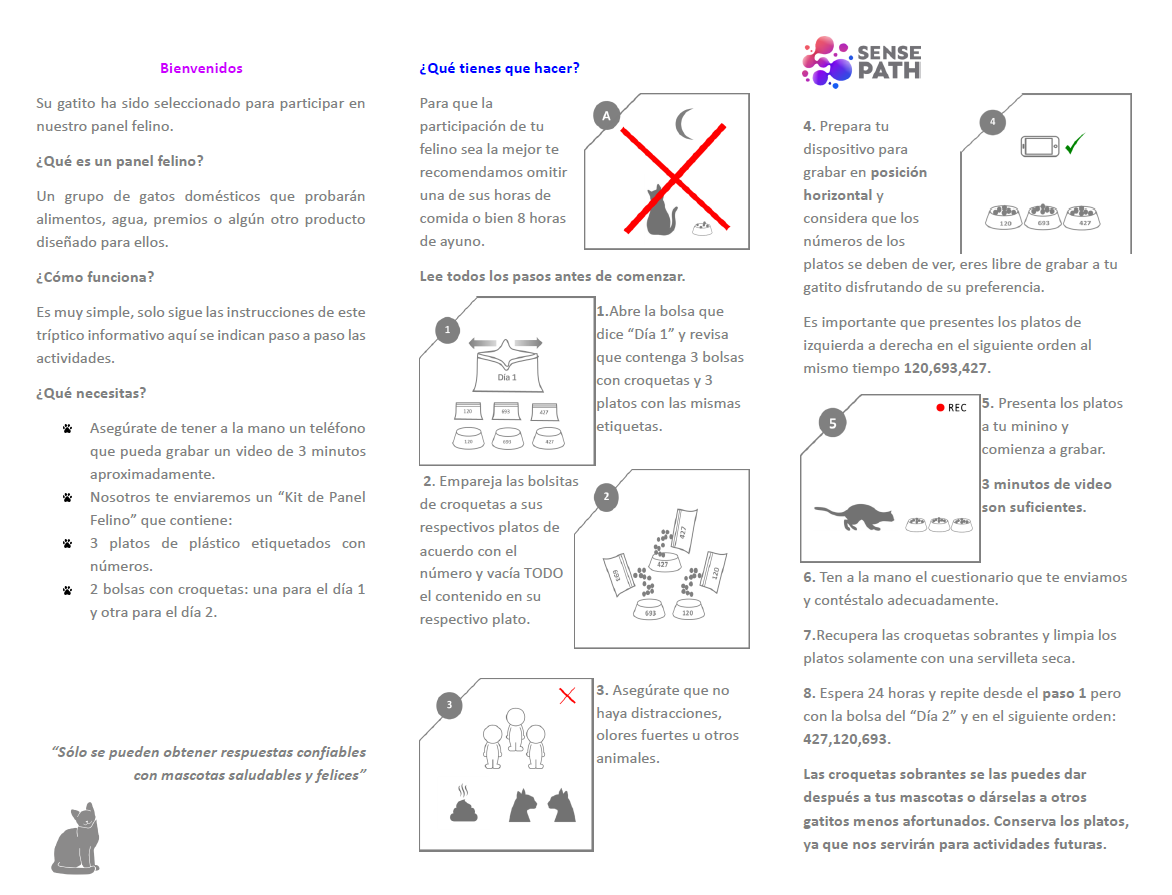 Bienvenidos
Su gatito ha sido seleccionado para participar en
nuestro panel felino.
¿Qué es un panel felino?
Un grupo de gatos domésticos que probarán
alimentos, agua, premios o algún otro producto
diseñado para ellos.
¿Cómo funciona?
Es muy simple, solo sigue las instrucciones de este
tríptico informativo aquí se indican paso a paso las
actividades.
¿Qué necesitas?
Asegúrate de tener a la mano un teléfono
que pueda grabar un video de 3 minutos
aproximadamente.
Nosotros te enviaremos un “Kit de Panel
Felino” que contiene:
3 platos de plástico etiquetados con
números.
2 bolsas con croquetas: una para el día 1
y otra para el día 2.
“Sólo se pueden obtener respuestas confiables
con mascotas saludables y felices”
¿Qué tienes que hacer?
Para que la
participación de tu
felino sea la mejor te
recomendamos omitir
una de sus horas de
comida o bien 8 horas
de ayuno.
A
Lee todos los pasos antes de comenzar.
1
Día 1
120 693 427
120 693 427
1.Abre la bolsa que
dice “Día 1” y revisa
que contenga 3 bolsas
con croquetas y 3
platos con las mismas
etiquetas.
2. Empareja las bolsitas
de croquetas a sus
respectivos platos de
acuerdo con el
número y vacía TODO
el contenido en su
respectivo plato.
2
427
427
693
120
693
120
3
3. Asegúrate que no
haya distracciones,
olores fuertes u otros
animales.
SENSE
PATH
4. Prepara tu
dispositivo para
grabar en posición
horizontal y
considera que los
números de los
platos se deben de ver, eres libre de grabar a tu
gatito disfrutando de su preferencia.
4
120 693 427
Es importante que presentes los platos de
izquierda a derecha en el siguiente orden al
mismo tiempo 120,693,427.
5
REC
5. Presenta los platos
a tu minino y
comienza a grabar.
3 minutos de video
son suficientes.
6. Ten a la mano el cuestionario que te enviamos
y contéstalo adecuadamente.
7.Recupera las croquetas sobrantes y limpia los
platos solamente con una servilleta seca.
8. Espera 24 horas y repite desde el paso 1 pero
con la bolsa del “Día 2” y en el siguiente orden:
427,120,693.
Las croquetas sobrantes se las puedes dar
después a tus mascotas o dárselas a otros
gatitos menos afortunados. Conserva los platos,
ya que nos servirán para actividades futuras.